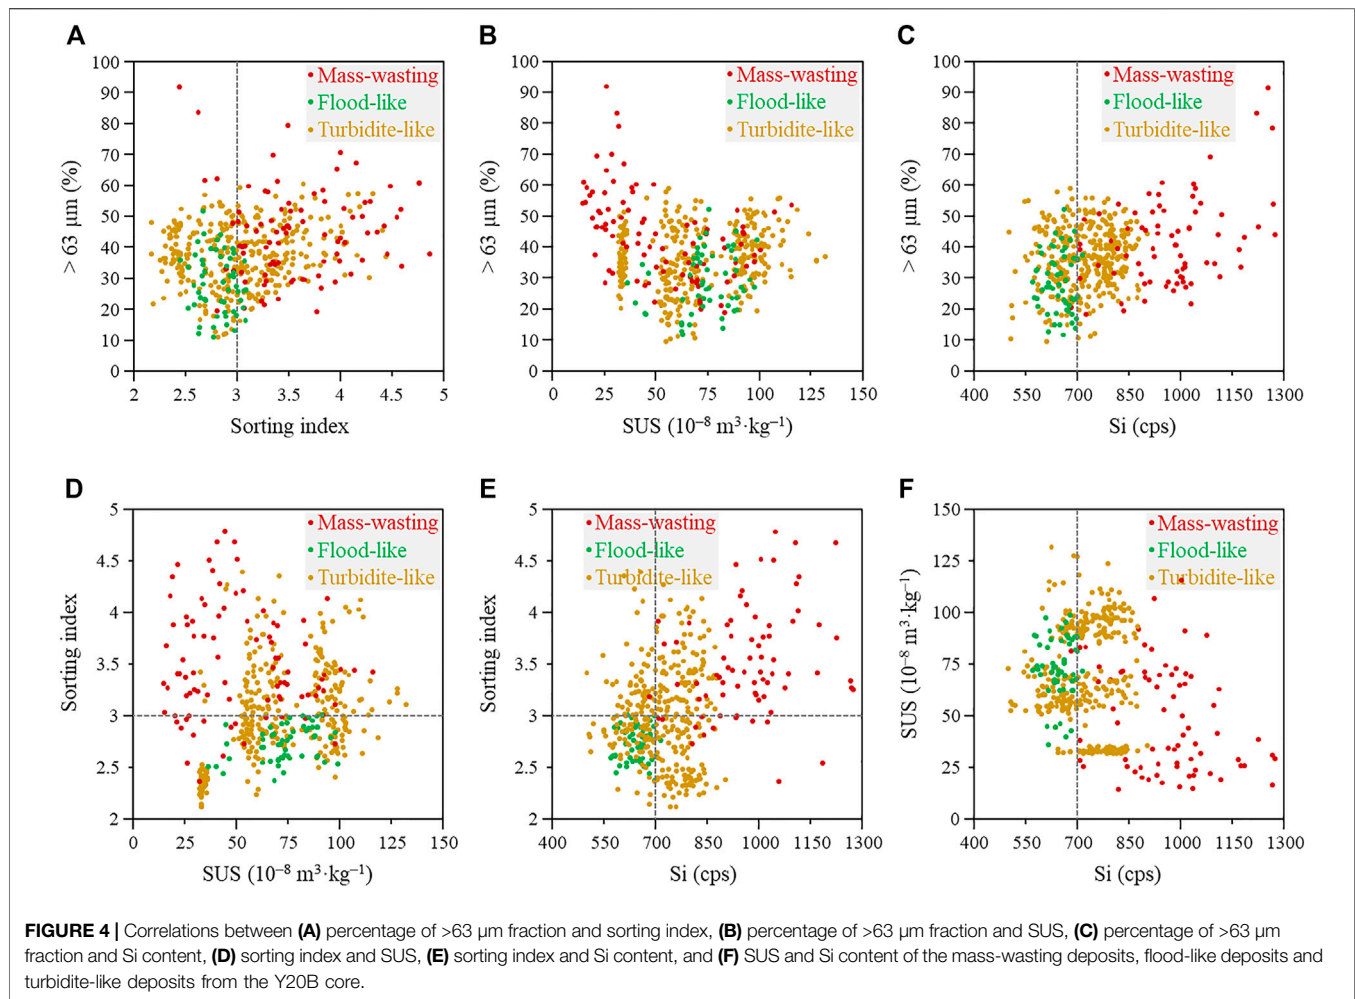 A
100
90
80
70
60
50
40
30
20
10
0
> 63 µm (%)
Mass-wasting
Flood-like
Turbidite-like
2 2.5 3 3.5 4 4.5 5
Sorting index
B
100
90
80
70
60
50
40
30
20
10
0
> 63 µm (%)
Mass-wasting
Flood-like
Turbidite-like
0 25 50 75 100 125 150
SUS (10⁻⁸ m³·kg⁻¹)
C
100
90
80
70
60
50
40
30
20
10
0
> 63 µm (%)
Mass-wasting
Flood-like
Turbidite-like
400 550 700 850 1000 1150 1300
Si (cps)
D
5
4.5
4
3.5
3
2.5
2
Sorting index
Mass-wasting
Flood-like
Turbidite-like
0 25 50 75 100 125 150
SUS (10⁻⁸ m³·kg⁻¹)
E
5
4.5
4
3.5
3
2.5
2
Sorting index
Mass-wasting
Flood-like
Turbidite-like
400 550 700 850 1000 1150 1300
Si (cps)
F
150
125
100
75
50
25
0
SUS (10⁻⁸ m³·kg⁻¹)
Mass-wasting
Flood-like
Turbidite-like
400 550 700 850 1000 1150 1300
Si (cps)
FIGURE 4 | Correlations between (A) percentage of >63 µm fraction and sorting index, (B) percentage of >63 µm fraction and SUS, (C) percentage of >63 µm
fraction and Si content, (D) sorting index and SUS, (E) sorting index and Si content, and (F) SUS and Si content of the mass-wasting deposits, flood-like deposits and
turbidite-like deposits from the Y20B core.